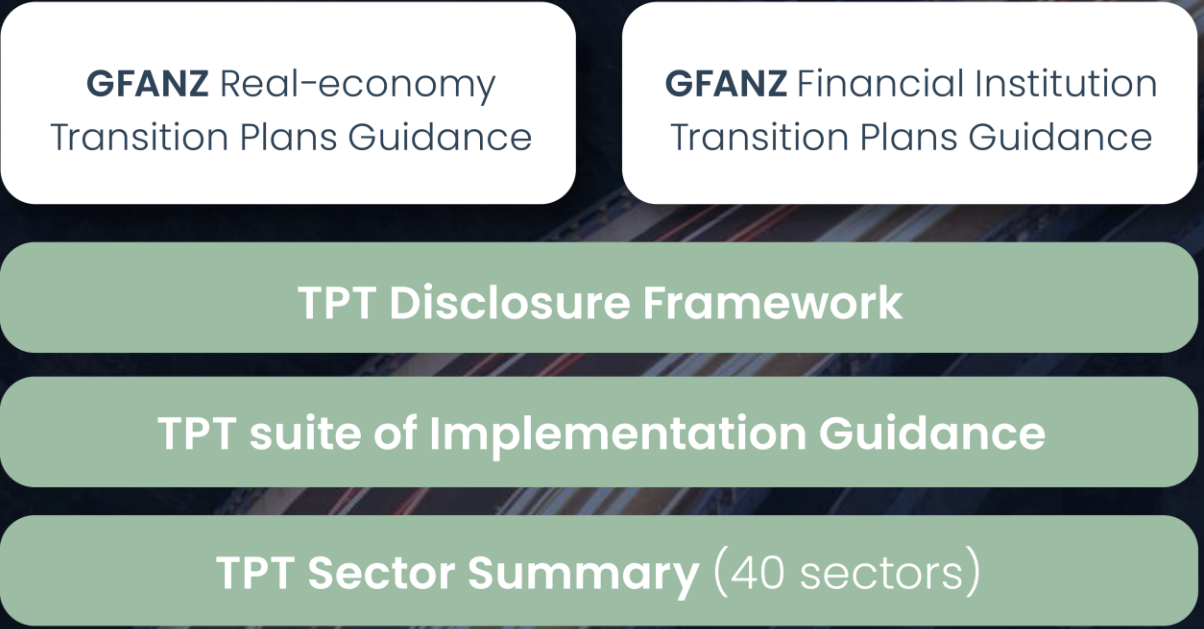 GFANZ Real-economy
Transition Plans Guidance
GFANZ Financial Institution
Transition Plans Guidance
TPT Disclosure Framework
TPT suite of Implementation Guidance
TPT Sector Summary (40 sectors)